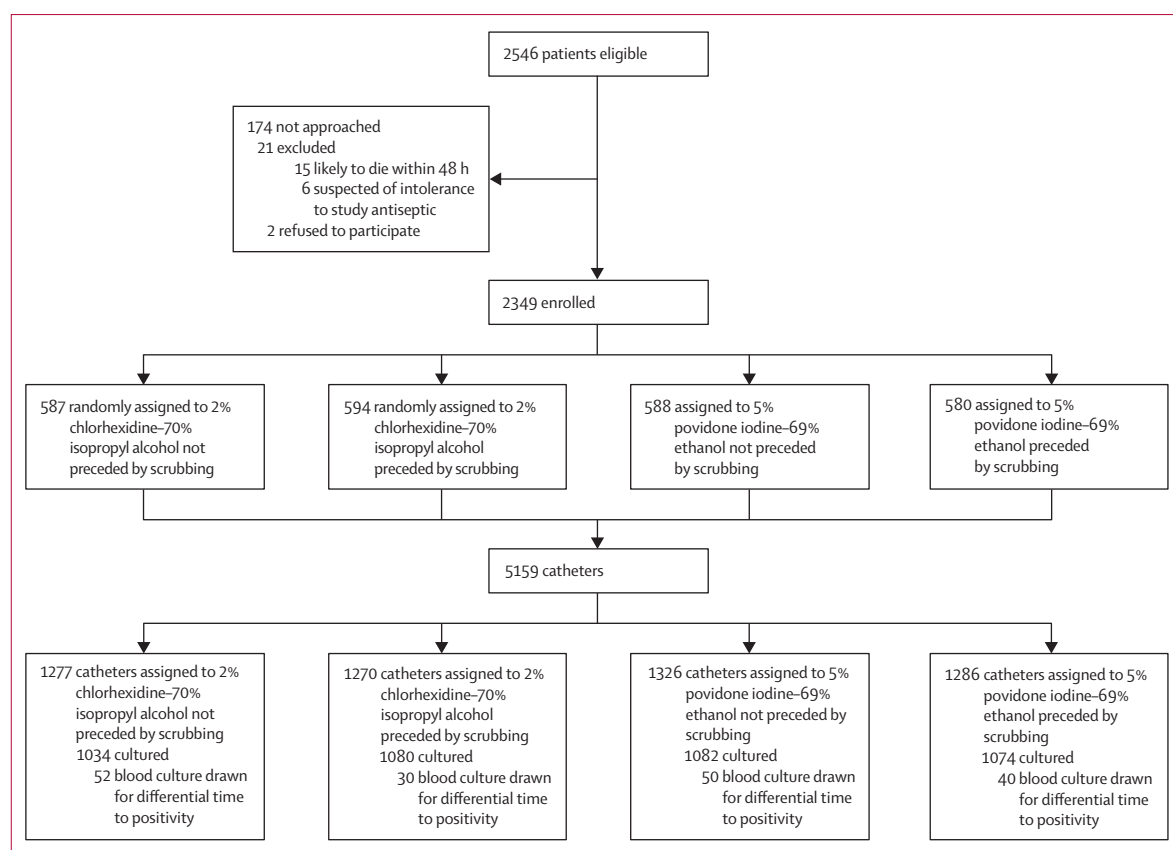 2546 patients eligible
174 not approached
21 excluded
15 likely to die within 48 h
6 suspected of intolerance
to study antiseptic
2 refused to participate
2349 enrolled
587 randomly assigned to 2%
chlorhexidine–70%
isopropyl alcohol not
preceded by scrubbing
594 randomly assigned to 2%
chlorhexidine–70%
isopropyl alcohol
preceded by scrubbing
588 assigned to 5%
povidone iodine–69%
ethanol not preceded
by scrubbing
580 assigned to 5%
povidone iodine–69%
ethanol preceded
by scrubbing
5159 catheters
1277 catheters assigned to 2%
chlorhexidine–70%
isopropyl alcohol not
preceded by scrubbing
1034 cultured
52 blood culture drawn
for differential time
to positivity
1270 catheters assigned to 2%
chlorhexidine–70%
isopropyl alcohol
preceded by scrubbing
1080 cultured
30 blood culture drawn
for differential time
to positivity
1326 catheters assigned to 5%
povidone iodine–69%
ethanol not preceded by
scrubbing
1082 cultured
50 blood culture drawn
for differential time
to positivity
1286 catheters assigned to 5%
povidone iodine–69%
ethanol preceded by
scrubbing
1074 cultured
40 blood culture drawn
for differential time
to positivity